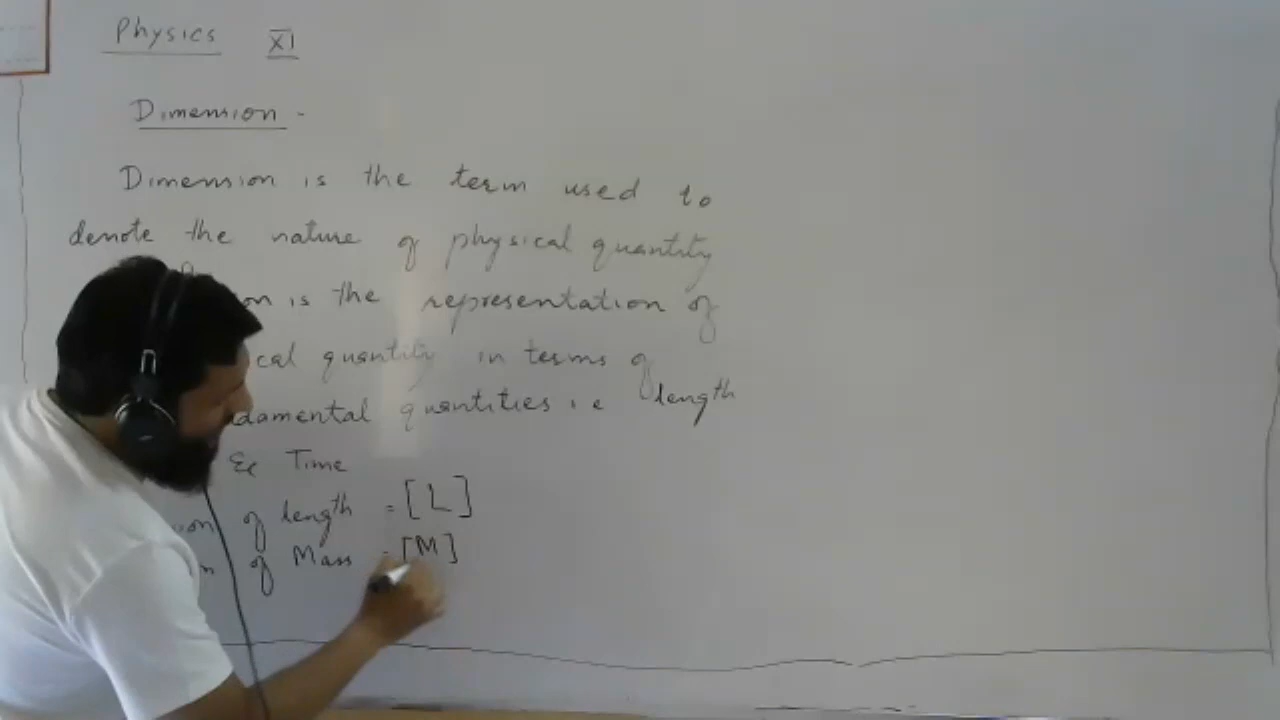 Physics XI
Dimension -
Dimension is the term used to
denote the nature of physical quantity
is the representation of
quantity in terms of
quantities i.e length
& Time
of length = [L]
of Mass = [M]